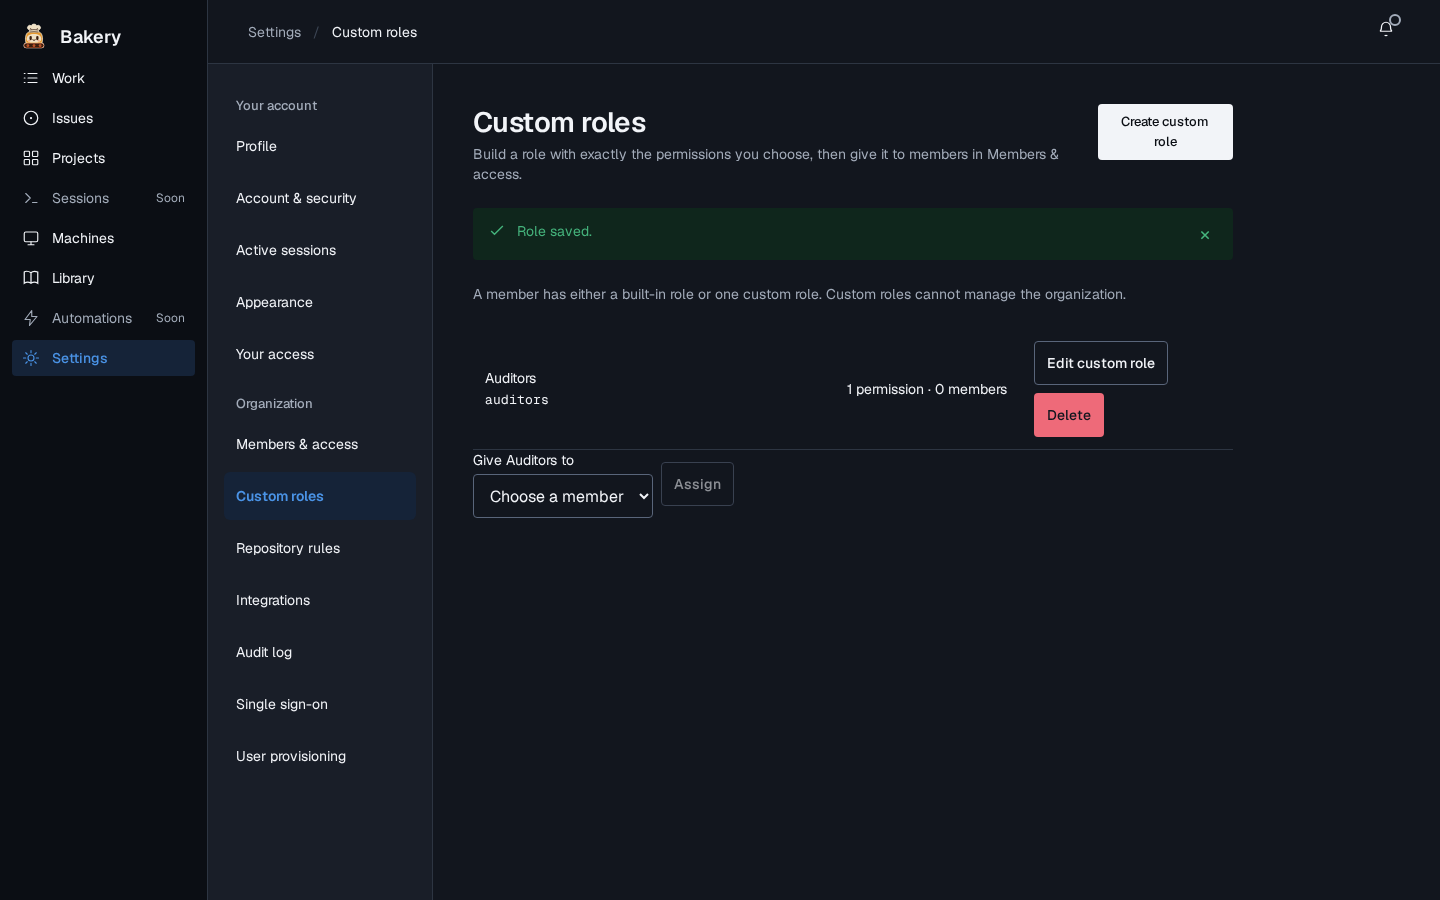 Bakery
Work
Issues
Projects
Sessions Soon
Machines
Library
Automations Soon
Settings
Settings / Custom roles
Your account
Profile
Account & security
Active sessions
Appearance
Your access
Organization
Members & access
Custom roles
Repository rules
Integrations
Audit log
Single sign-on
User provisioning
Custom roles
Build a role with exactly the permissions you choose, then give it to members in Members &
access.
Create custom
role
Role saved.
A member has either a built-in role or one custom role. Custom roles cannot manage the organization.
Auditors
auditors
1 permission · 0 members
Edit custom role
Delete
Give Auditors to
Choose a member
Assign